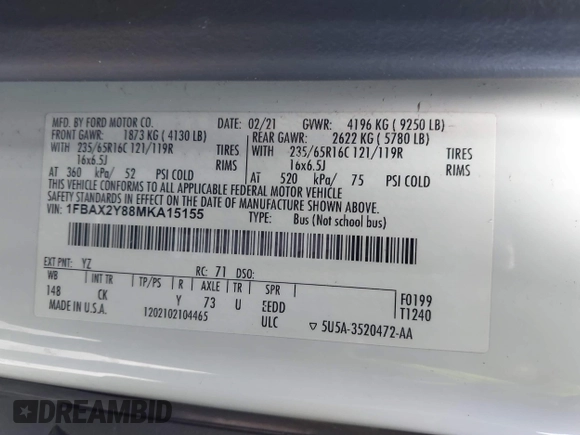 MFD. BY FORD MOTOR CO. DATE: 02/21 GVWR: 4196 KG ( 9250 LB)
FRONT GAWR: 1873 KG ( 4130 LB) REAR GAWR: 2622 KG ( 5780 LB)
WITH 235/65R16C 121/119R TIRES WITH 235/65R16C 121/119R TIRES
16x6.5J RIMS 16x6.5J RIMS
AT 360 kPa/ 52 PSI COLD AT 520 kPa/ 75 PSI COLD
THIS VEHICLE CONFORMS TO ALL APPLICABLE FEDERAL MOTOR VEHICLE
SAFETY STANDARDS IN EFFECT ON THE DATE OF MANUFACTURE SHOWN ABOVE.
VIN: 1FBAX2Y88MKA15155 TYPE: Bus (Not school bus)
EXT PNT: YZ RC: 71 DSO:
WB INT TR TP/PS R AXLE TR SPR
148 CK Y 73 U EEDD F0199
MADE IN U.S.A. 1202102104465 ULC T1240
▽ 5U5A-3520472-AA
DREAMBID